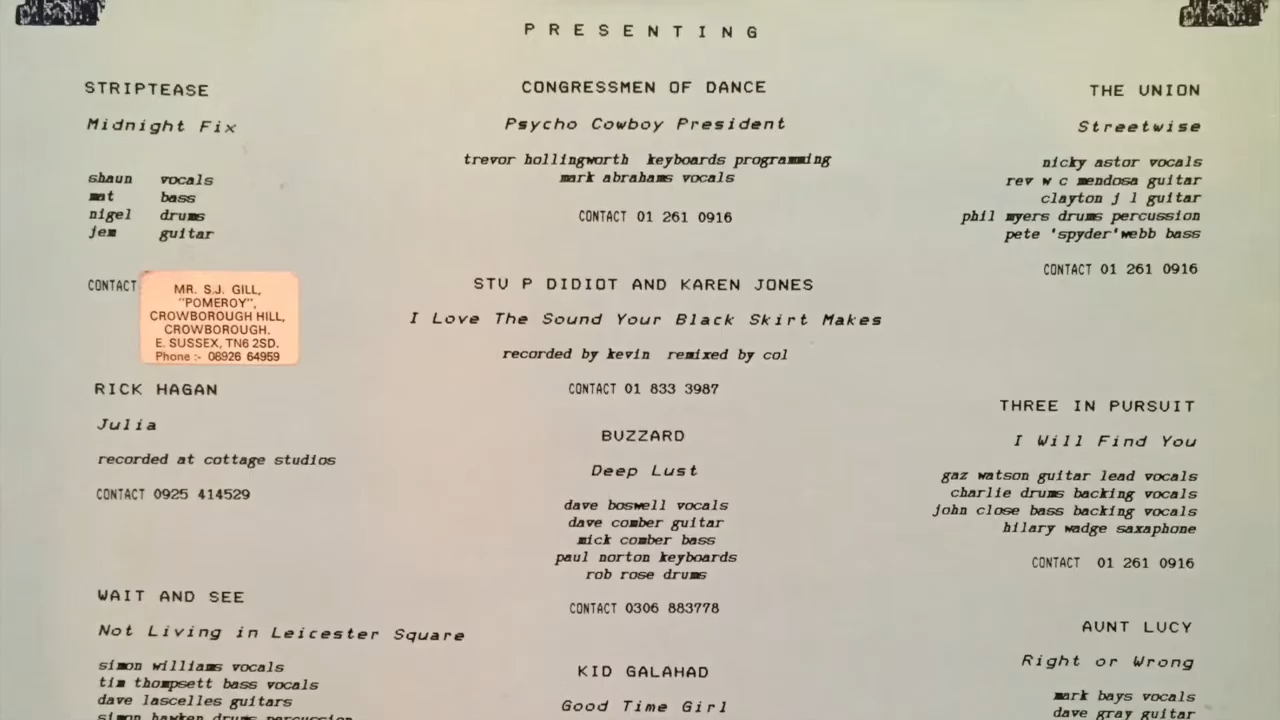 PRESENTING
STRIPTEASE
Midnight Fix
shaun vocals
mat bass
nigel drums
jem guitar
CONTACT
MR. S.J. GILL,
"POMEROY",
CROWBOROUGH HILL,
CROWBOROUGH.
E. SUSSEX, TN6 2SD.
Phone :- 08926 64959
RICK HAGAN
Julia
recorded at cottage studios
CONTACT 0925 414529
WAIT AND SEE
Not Living in Leicester Square
simon williams vocals
tim thompsett bass vocals
dave lascelles guitars
simon hawken drums percussion
CONGRESSMEN OF DANCE
Psycho Cowboy President
trevor hollingworth keyboards programming
mark abrahams vocals
CONTACT 01 261 0916
STU P DIDIOT AND KAREN JONES
I Love The Sound Your Black Skirt Makes
recorded by kevin remixed by col
CONTACT 01 833 3987
BUZZARD
Deep Lust
dave boswell vocals
dave comber guitar
mick comber bass
paul norton keyboards
rob rose drums
CONTACT 0306 883778
KID GALAHAD
Good Time Girl
THE UNION
Streetwise
nicky astor vocals
rev w c mendosa guitar
clayton j l guitar
phil myers drums percussion
pete 'spyder'webb bass
CONTACT 01 261 0916
THREE IN PURSUIT
I Will Find You
gaz watson guitar lead vocals
charlie drums backing vocals
john close bass backing vocals
hilary wadge saxaphone
CONTACT 01 261 0916
AUNT LUCY
Right or Wrong
mark bays vocals
dave gray guitar